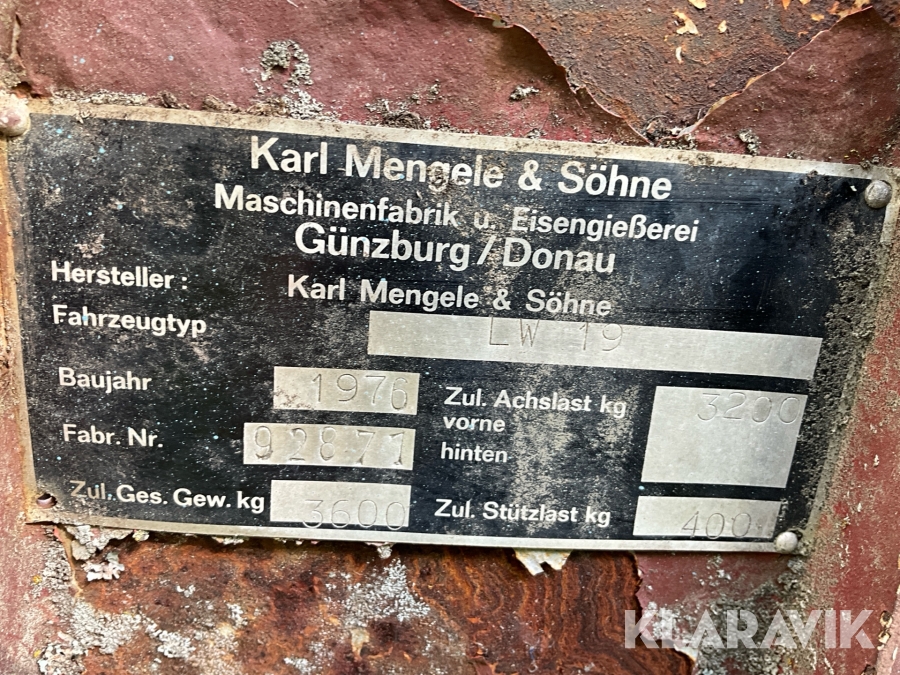 Karl Mengele & Söhne
Maschinenfabrik u. Eisengießerei
Günzburg / Donau
Hersteller : Karl Mengele & Söhne
Fahrzeugtyp LW 19
Baujahr 1976 Zul. Achslast kg 3200
vorne
Fabr. Nr. 92871 hinten
Zul. Ges. Gew. kg 3600 Zul. Stützlast kg 400
KLARAVIK